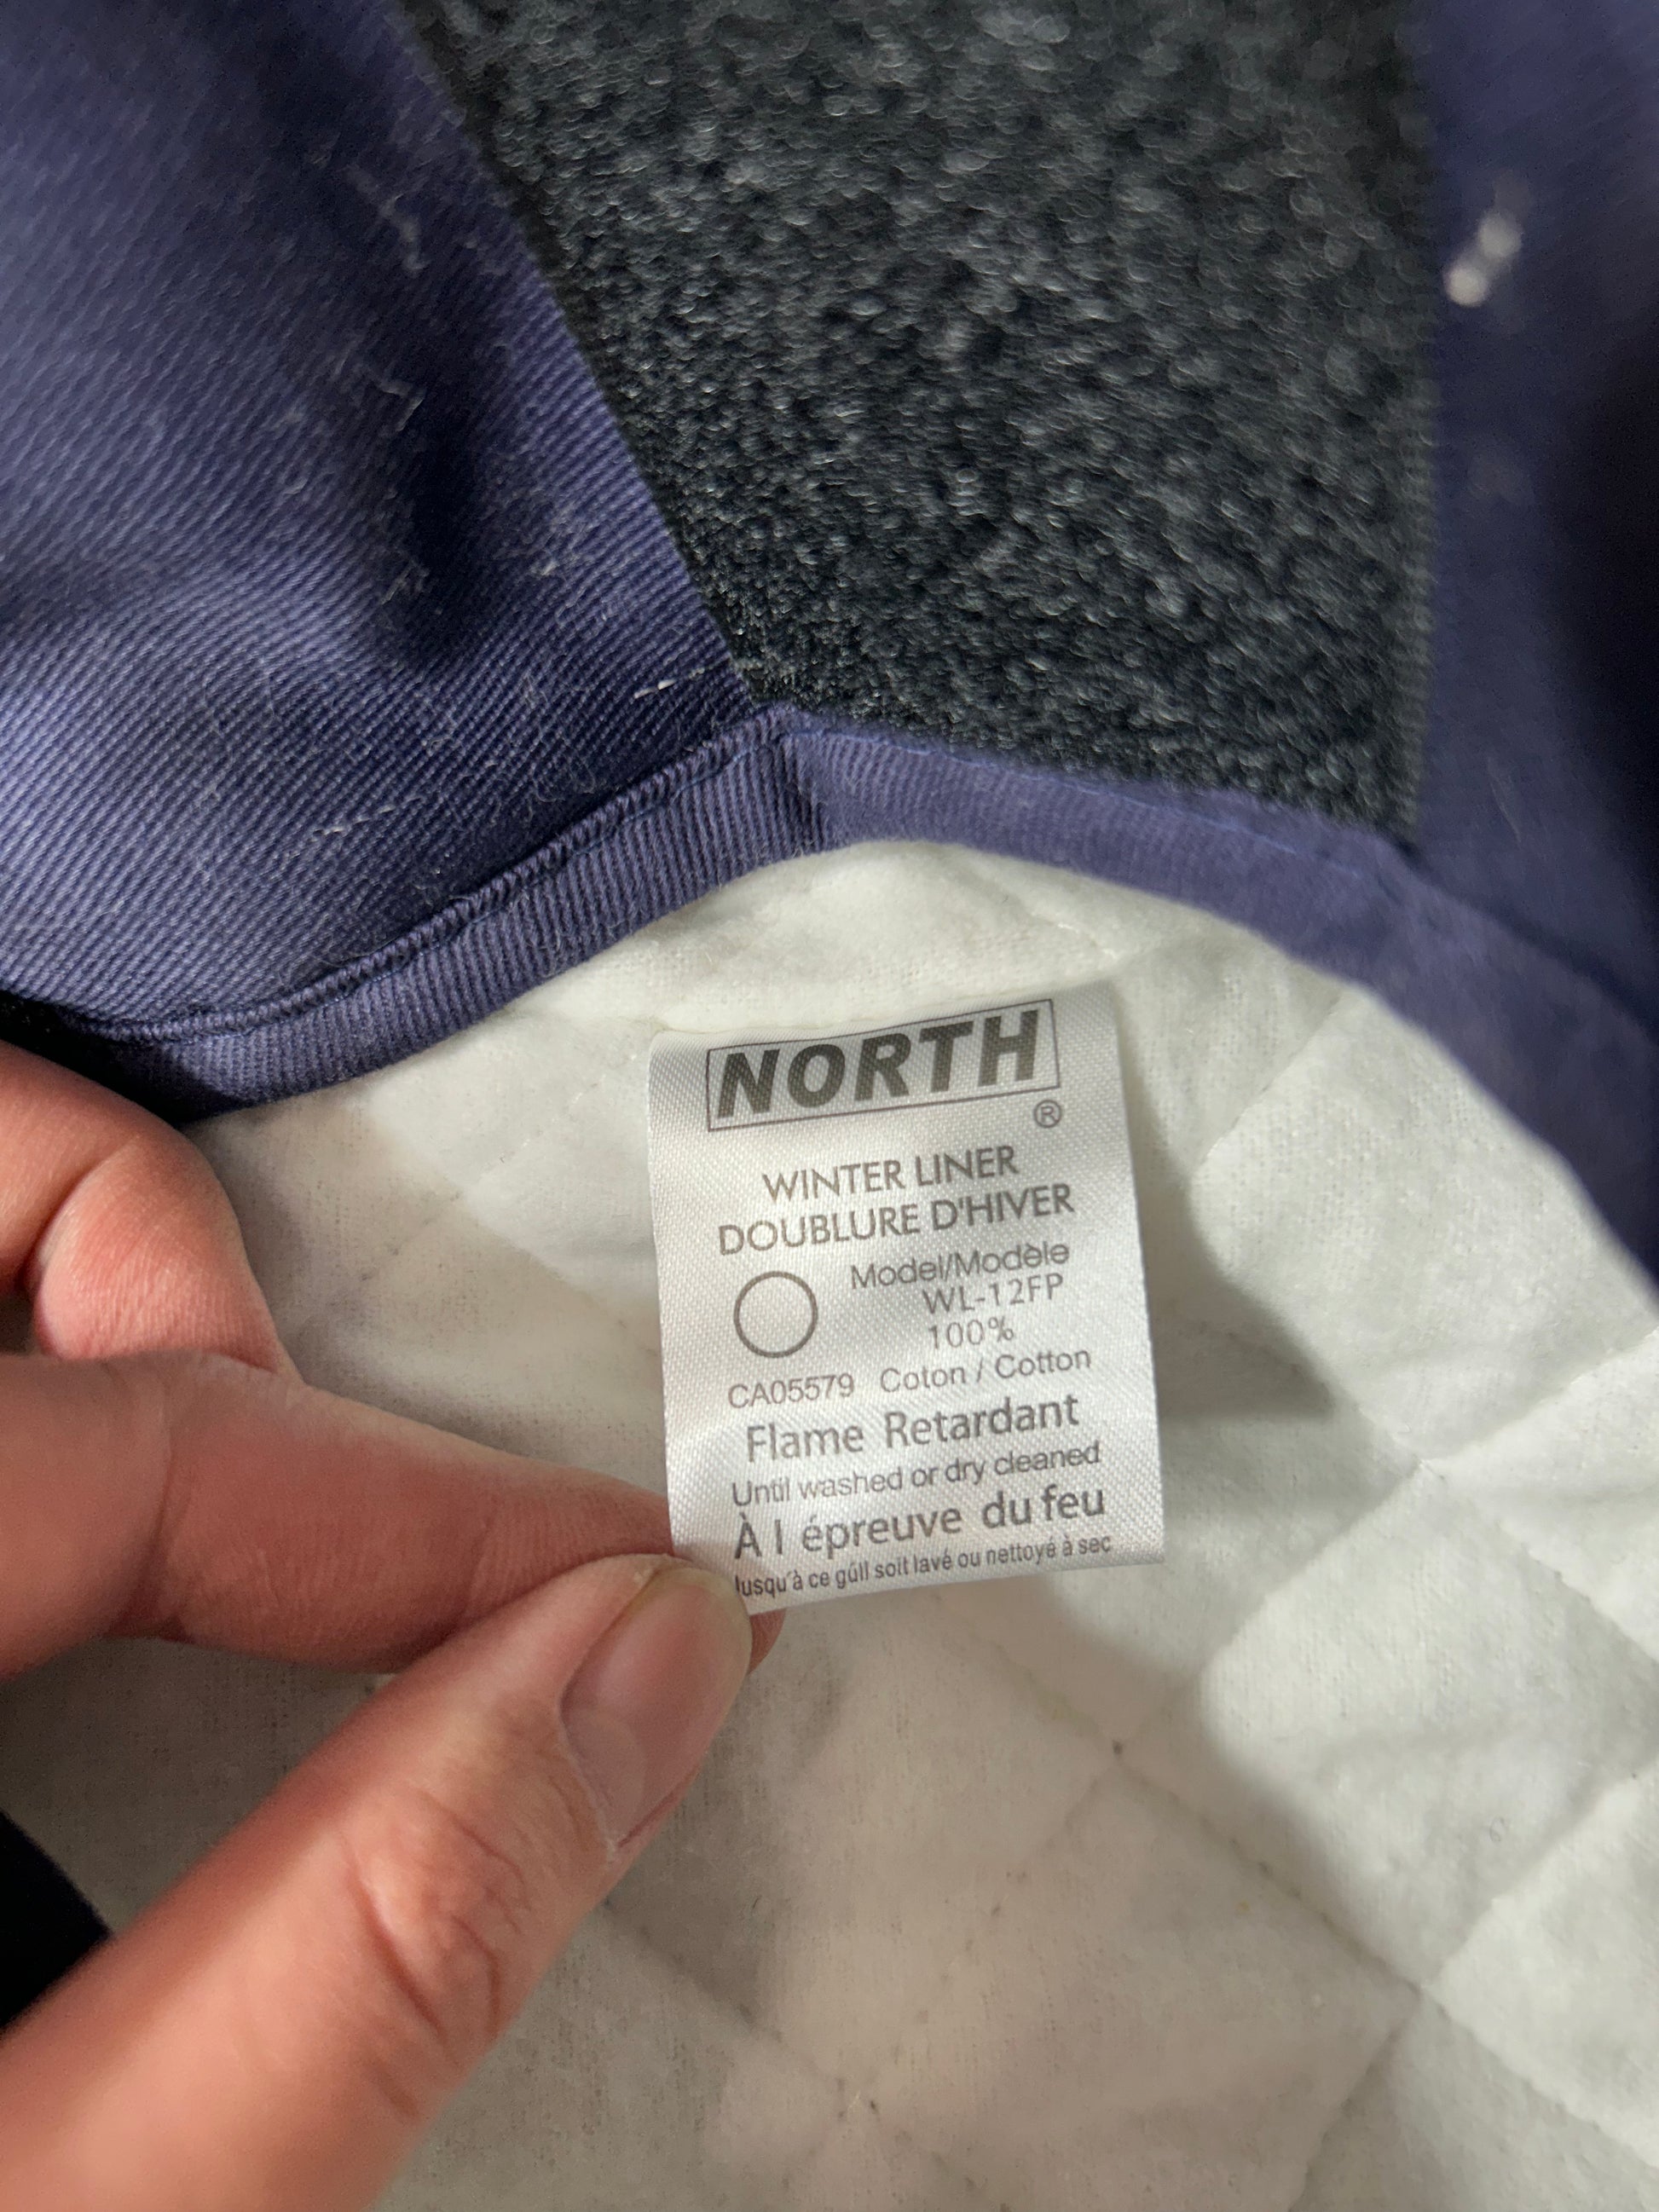 NORTH
®
WINTER LINER
DOUBLURE D'HIVER
Model/Modèle
WL-12FP
100%
CA05579 Coton / Cotton
Flame Retardant
Until washed or dry cleaned
À l épreuve du feu
Jusqu'à ce gúil soit lavé ou nettoyé à sec